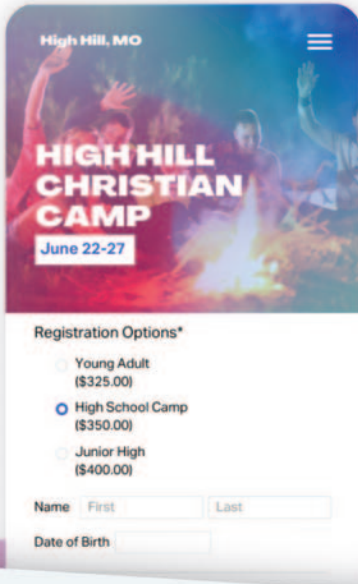 High Hill, MO
HIGH HILL
CHRISTIAN
CAMP
June 22-27
Registration Options*
Young Adult
($325.00)
High School Camp
($350.00)
Junior High
($400.00)
Name First Last
Date of Birth